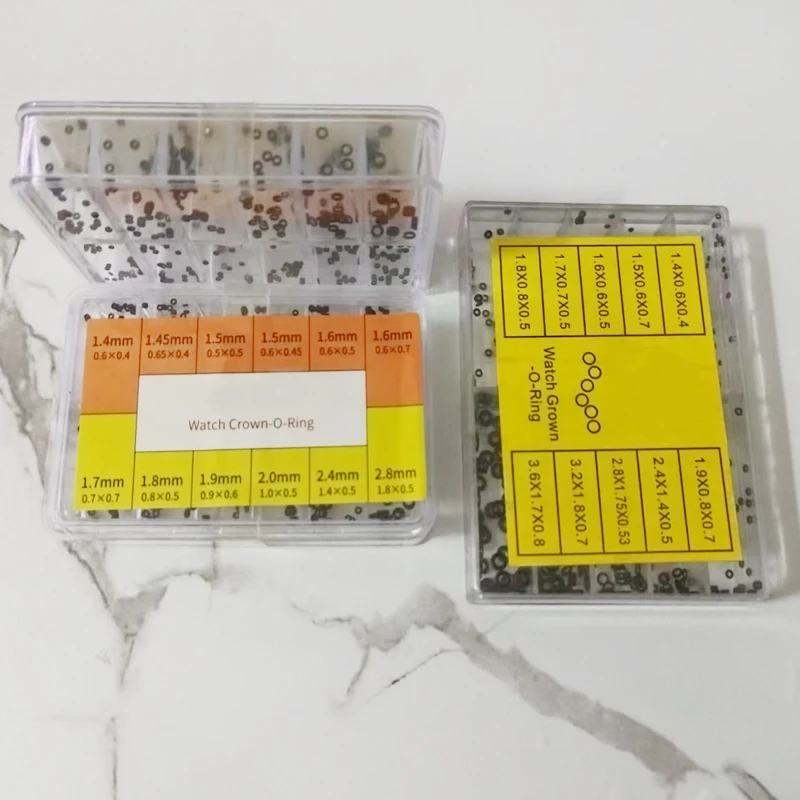 1.4mm 1.45mm 1.5mm 1.5mm 1.6mm 1.6mm
0.6×0.4 0.65×0.4 0.5×0.5 0.6×0.45 0.6×0.5 0.6×0.7
Watch Crown-O-Ring
1.7mm 1.8mm 1.9mm 2.0mm 2.4mm 2.8mm
0.7×0.7 0.8×0.5 0.9×0.6 1.0×0.5 1.4×0.5 1.8×0.5
1.4X0.6X0.4
1.5X0.6X0.7
1.6X0.6X0.5
1.7X0.7X0.5
1.8X0.8X0.5
Watch Grown
-O-Ring
1.9X0.8X0.7
2.4X1.4X0.5
2.8X1.75X0.53
3.2X1.8X0.7
3.6X1.7X0.8